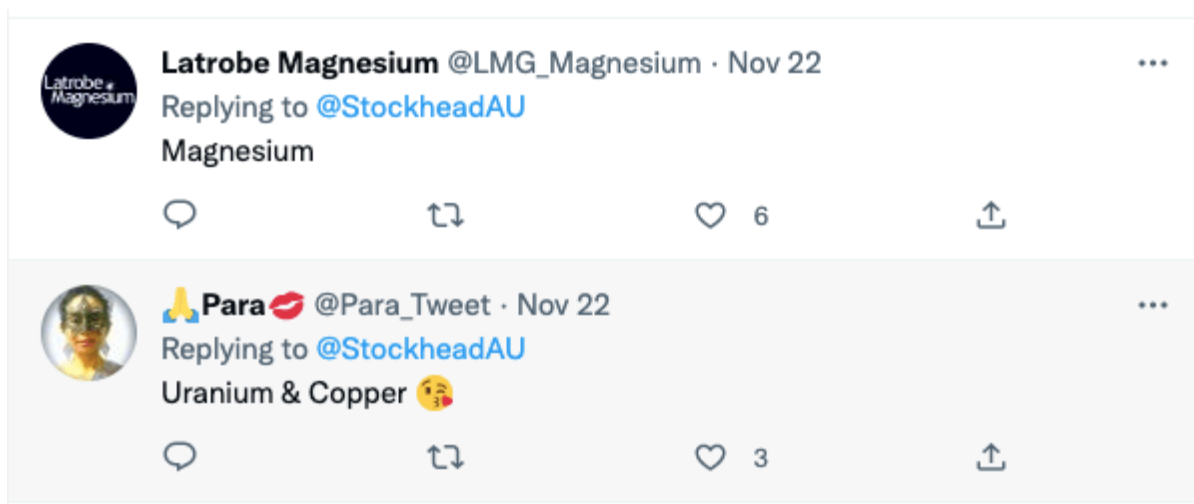 Latrobe Magnesium
Latrobe Magnesium @LMG_Magnesium · Nov 22
Replying to @StockheadAU
Magnesium
6
🙏Para💋 @Para_Tweet · Nov 22
Replying to @StockheadAU
Uranium & Copper 😘
3